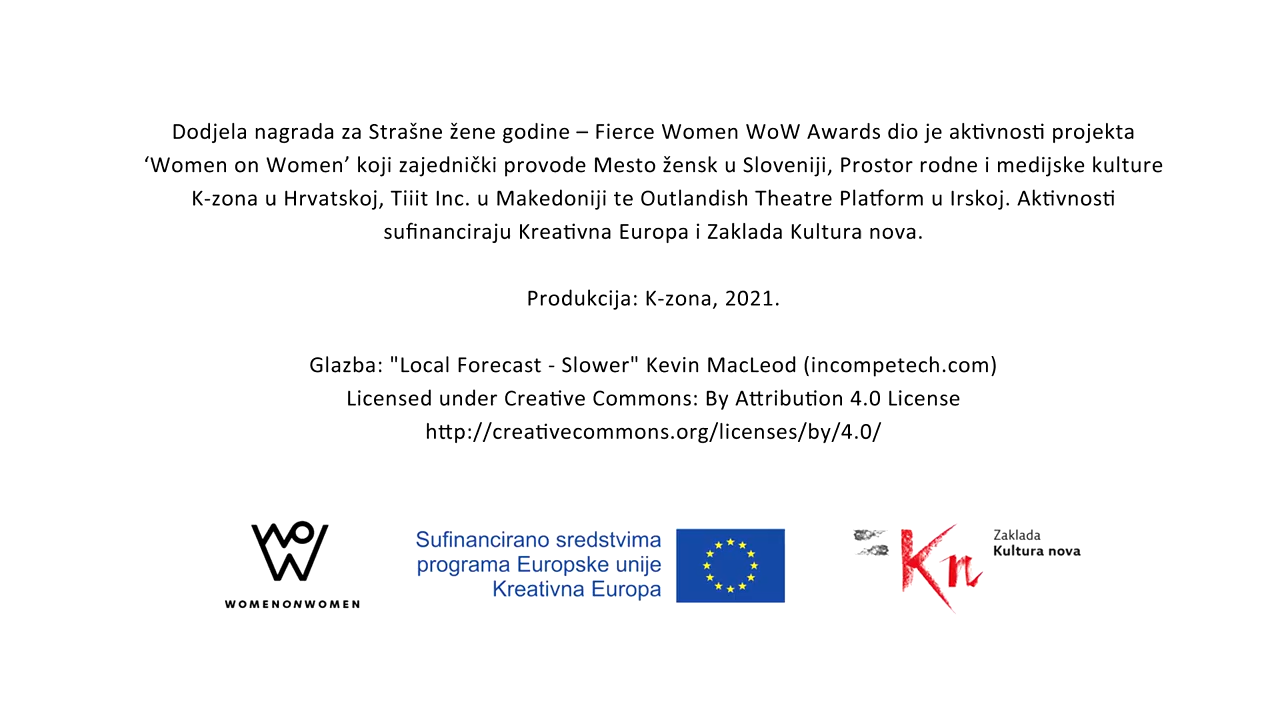 Dodjela nagrada za Strašne žene godine – Fierce Women WoW Awards dio je aktivnosti projekta
‘Women on Women’ koji zajednički provode Mesto žensk u Sloveniji, Prostor rodne i medijske kulture
K-zona u Hrvatskoj, Tiiit Inc. u Makedoniji te Outlandish Theatre Platform u Irskoj. Aktivnosti
sufinanciraju Kreativna Europa i Zaklada Kultura nova.
Produkcija: K-zona, 2021.
Glazba: "Local Forecast - Slower" Kevin MacLeod (incompetech.com)
Licensed under Creative Commons: By Attribution 4.0 License
http://creativecommons.org/licenses/by/4.0/
WOW
WOMENONWOMEN
Sufinancirano sredstvima
programa Europske unije
Kreativna Europa
Kn
Zaklada
Kultura nova